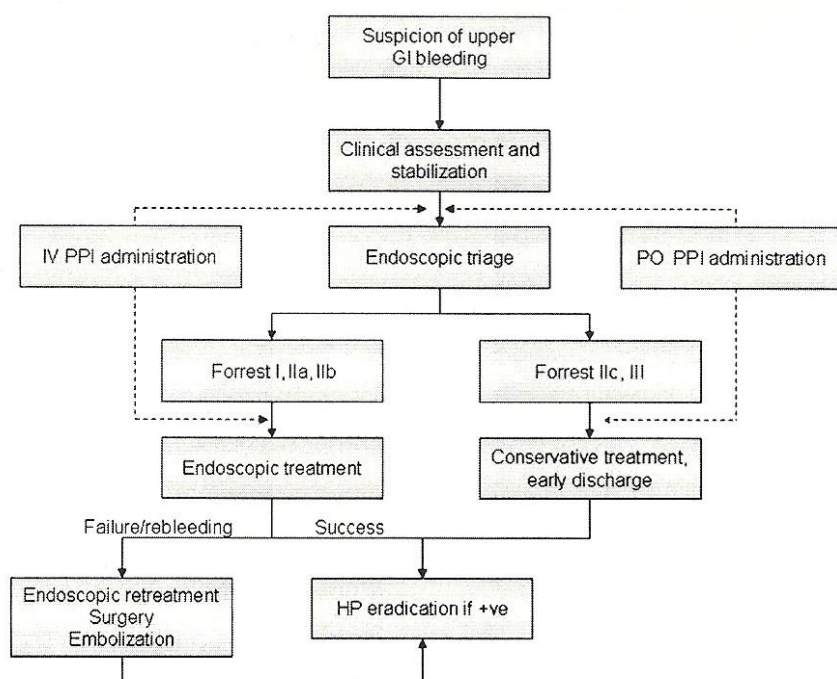 Suspicion of upper
GI bleeding
Clinical assessment and
stabilization
IV PPI administration
Endoscopic triage
PO PPI administration
Forrest I, IIa, IIb
Forrest IIc, III
Endoscopic treatment
Conservative treatment,
early discharge
Failure/rebleeding
Success
Endoscopic retreatment
Surgery
Embolization
HP eradication if +ve